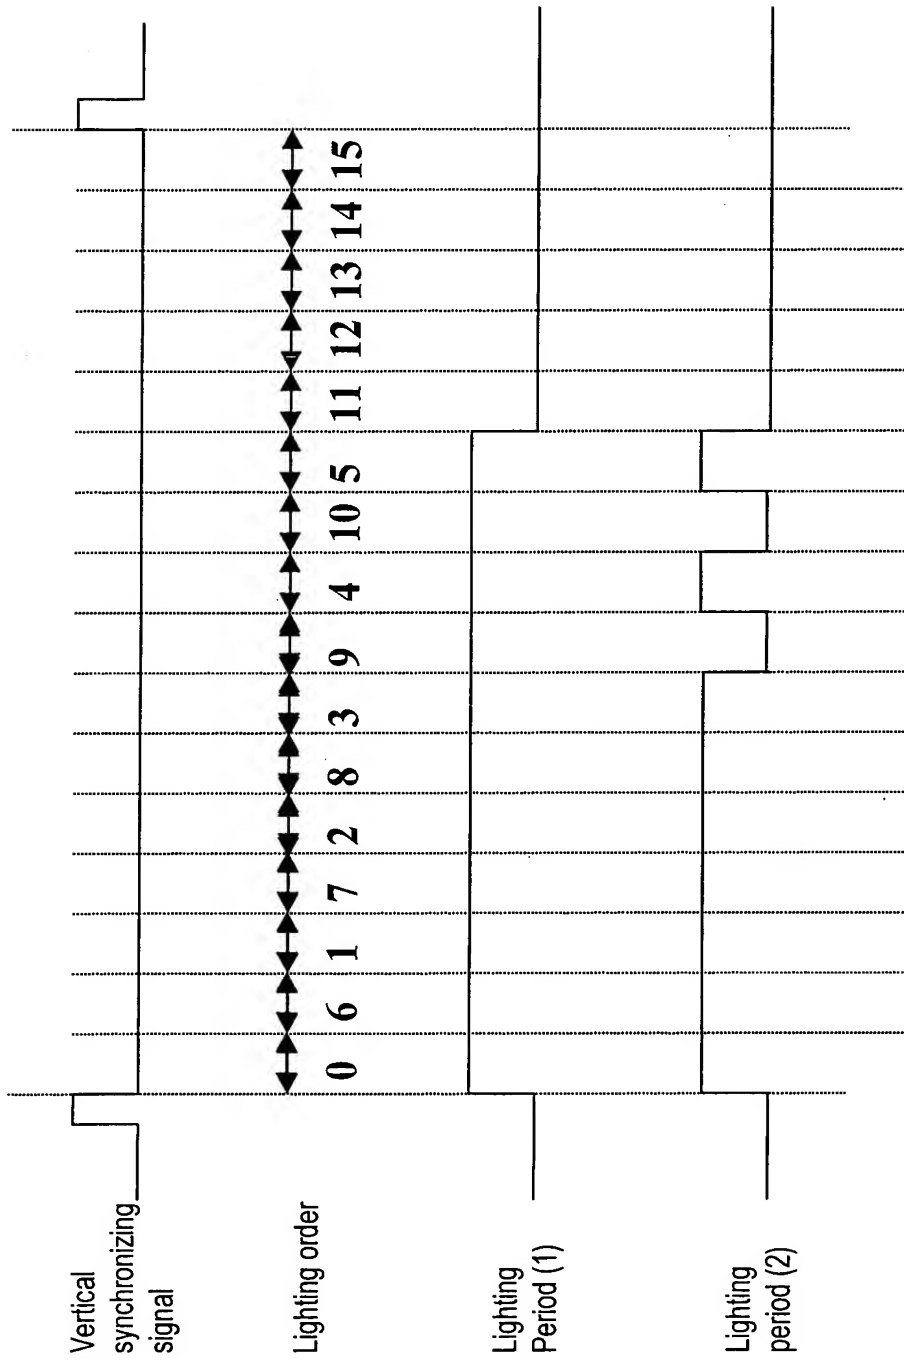 Vertical
synchronizing
signal
Lighting order
0 6 1 7 2 8 3 9 4 10 5 11 12 13 14 15
Lighting
Period (1)
Lighting
period (2)